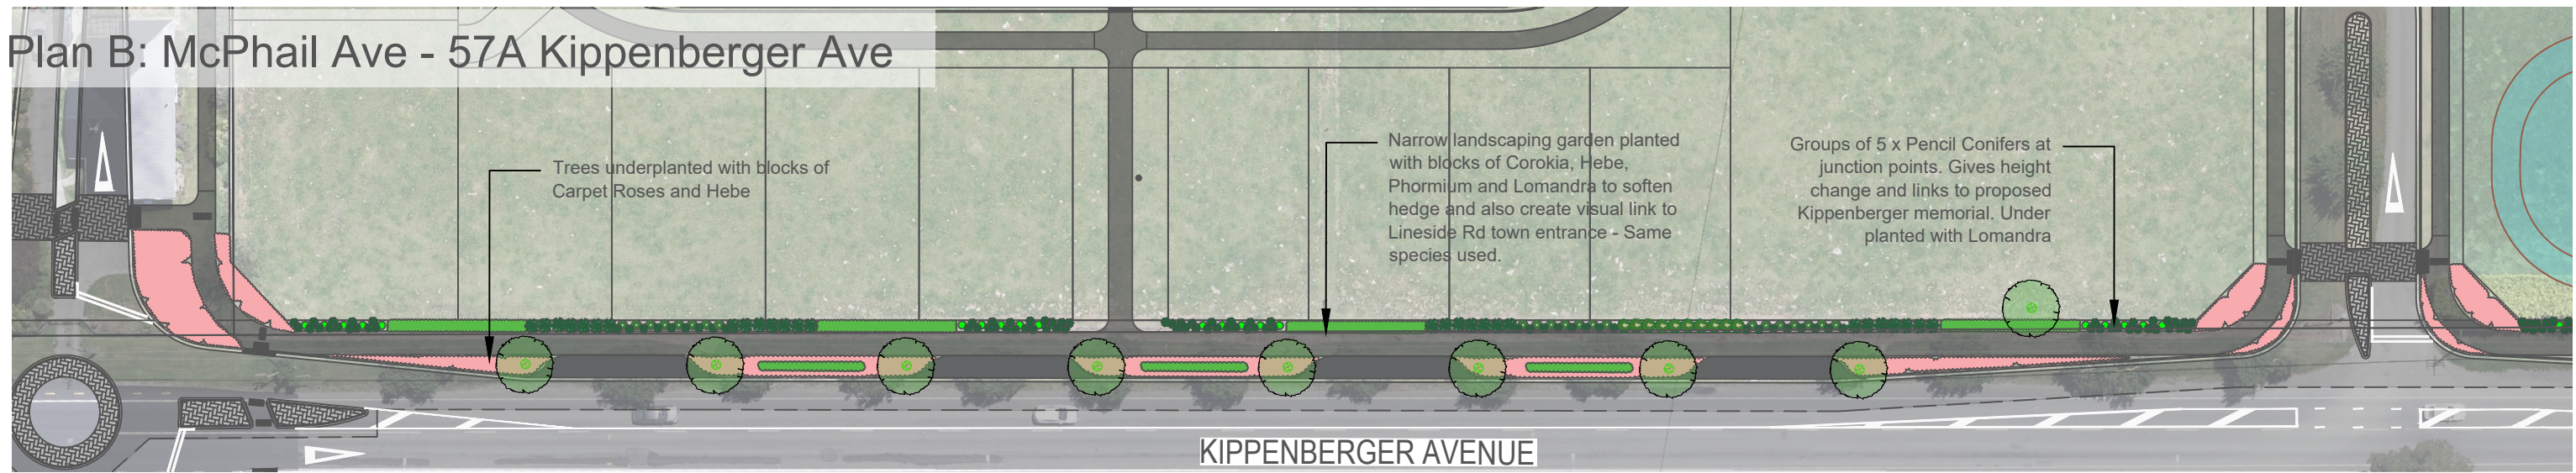 Plan B: McPhail Ave - 57A Kippenberger Ave
Trees underplanted with blocks of
Carpet Roses and Hebe
Narrow landscaping garden planted
with blocks of Corokia, Hebe,
Phormium and Lomandra to soften
hedge and also create visual link to
Lineside Rd town entrance - Same
species used.
Groups of 5 x Pencil Conifers at
junction points. Gives height
change and links to proposed
Kippenberger memorial. Under
planted with Lomandra
KIPPENBERGER AVENUE